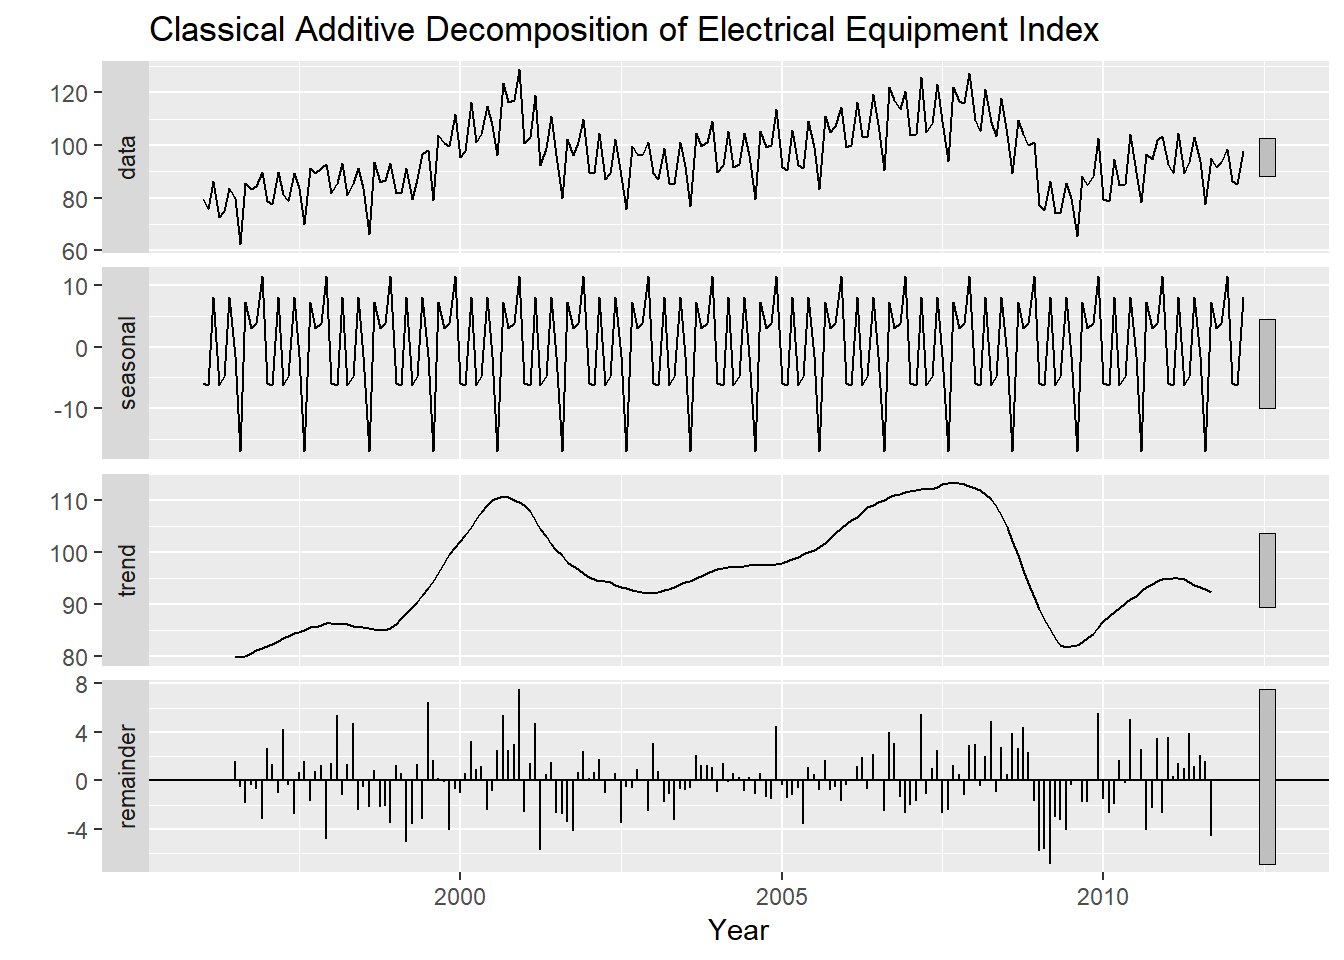 Classical Additive Decomposition of Electrical Equipment Index
data
120
100
80
60
seasonal
10
0
-10
trend
110
100
90
80
remainder
8
4
0
-4
2000 2005 2010
Year